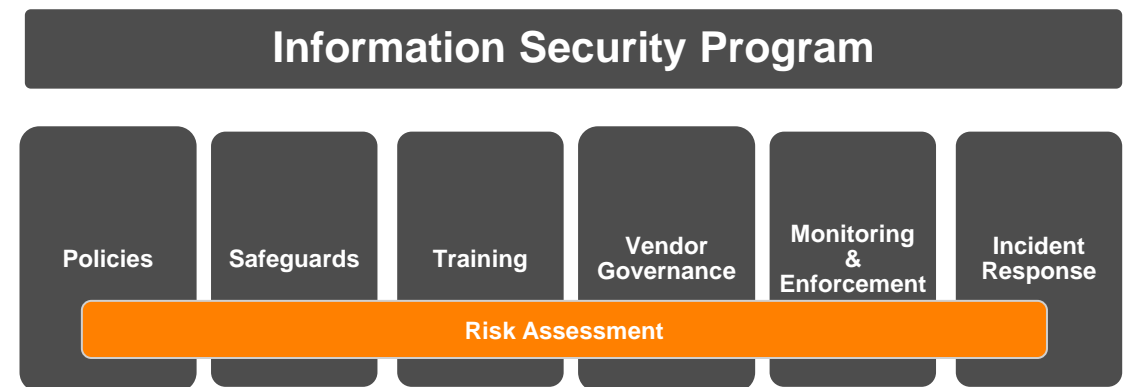 Information Security Program
Policies
Safeguards
Training
Vendor
Governance
Monitoring
&
Enforcement
Incident
Response
Risk Assessment